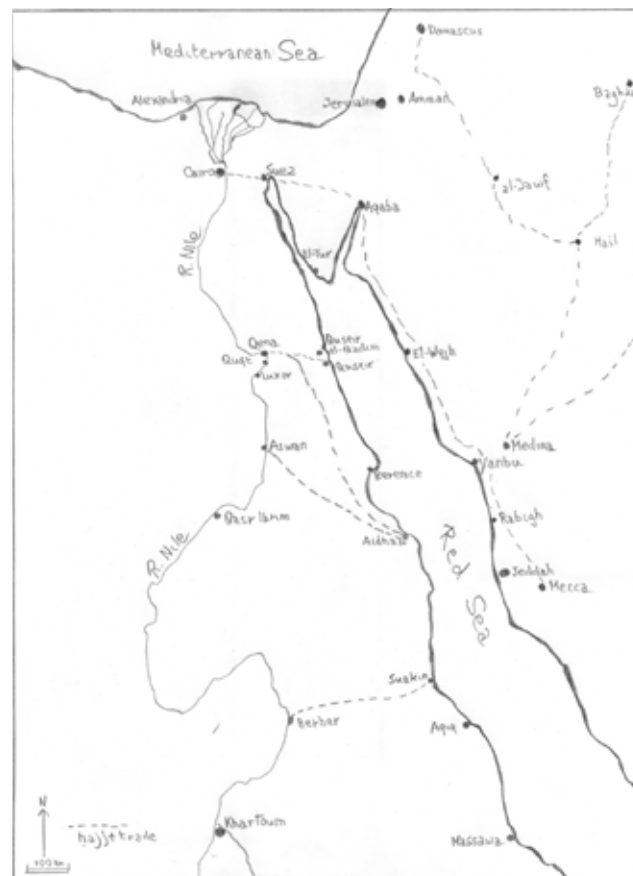 Mediterranean Sea
Damascus
Alexandria
Jerusalem
Amman
Baghdad
Cairo
Suez
al-Jawf
Aqaba
Hail
R. Nile
El-Tur
Qena
Quseir
al-Qadim
El-Wejh
Quft
Quseir
Luxor
Aswan
Medina
Yanbu
Berenice
Qasr Ibrim
Rabigh
Aidhab
Red Sea
R. Nile
Jeddah
Mecca
Suakin
Berber
Aqiq
N
Khartoum
hajj+trade
Massawa
100km